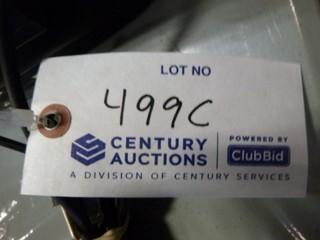 LOT NO
499C
CENTURY AUCTIONS
POWERED BY
ClubBid
A DIVISION OF CENTURY SERVICES